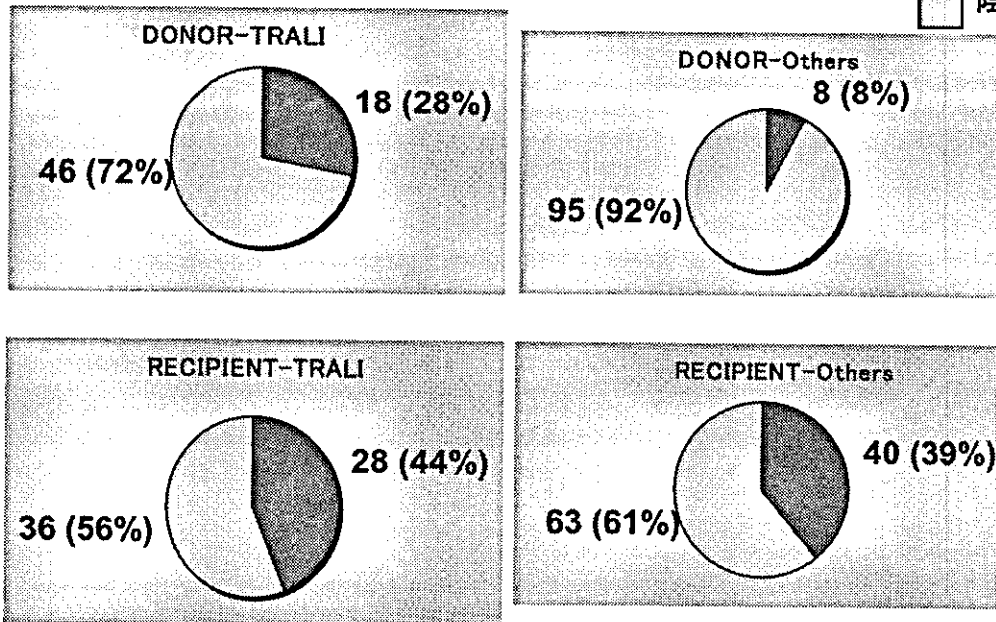 DONOR-TRALI
18 (28%)
46 (72%)
DONOR-Others
8 (8%)
95 (92%)
RECIPIENT-TRALI
28 (44%)
36 (56%)
RECIPIENT-Others
40 (39%)
63 (61%)